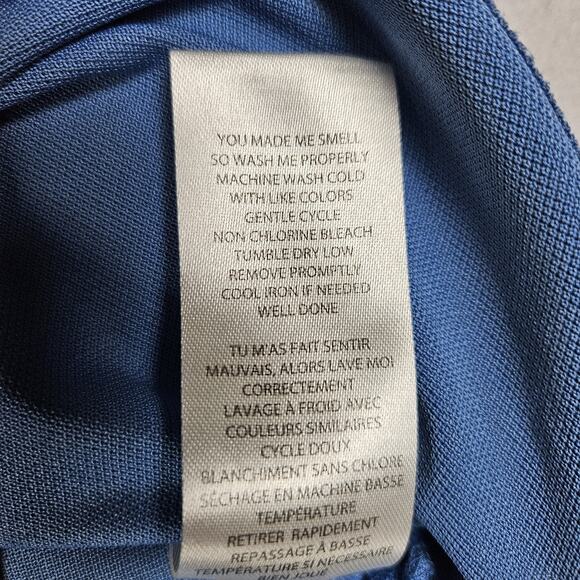 YOU MADE ME SMELL
SO WASH ME PROPERLY
MACHINE WASH COLD
WITH LIKE COLORS
GENTLE CYCLE
NON CHLORINE BLEACH
TUMBLE DRY LOW
REMOVE PROMPTLY
COOL IRON IF NEEDED
WELL DONE
TU M'AS FAIT SENTIR
MAUVAIS, ALORS LAVE MOI
CORRECTEMENT
LAVAGE À FROID AVEC
COULEURS SIMILAIRES
CYCLE DOUX
BLANCHIMENT SANS CHLORE
SÉCHAGE EN MACHINE BASSE
TEMPÉRATURE
RETIRER RAPIDEMENT
REPASSAGE À BASSE
TEMPÉRATURE SI NÉCESSAIRE
BIEN JOUÉ